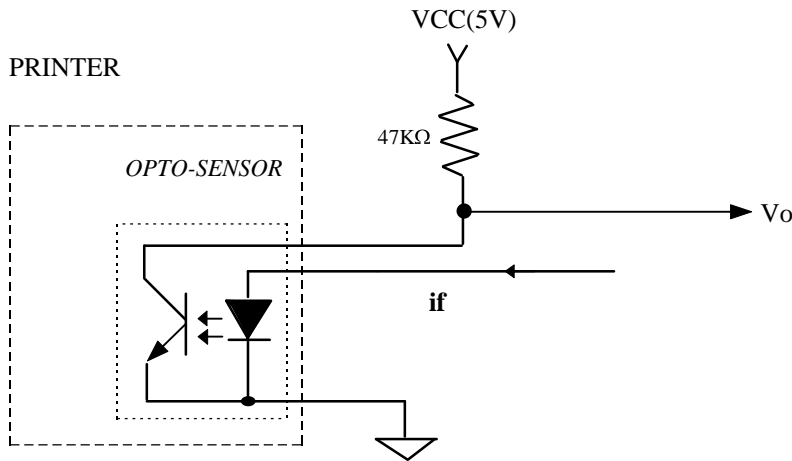 VCC(5V)
PRINTER
47KΩ
OPTO-SENSOR
Vo
if